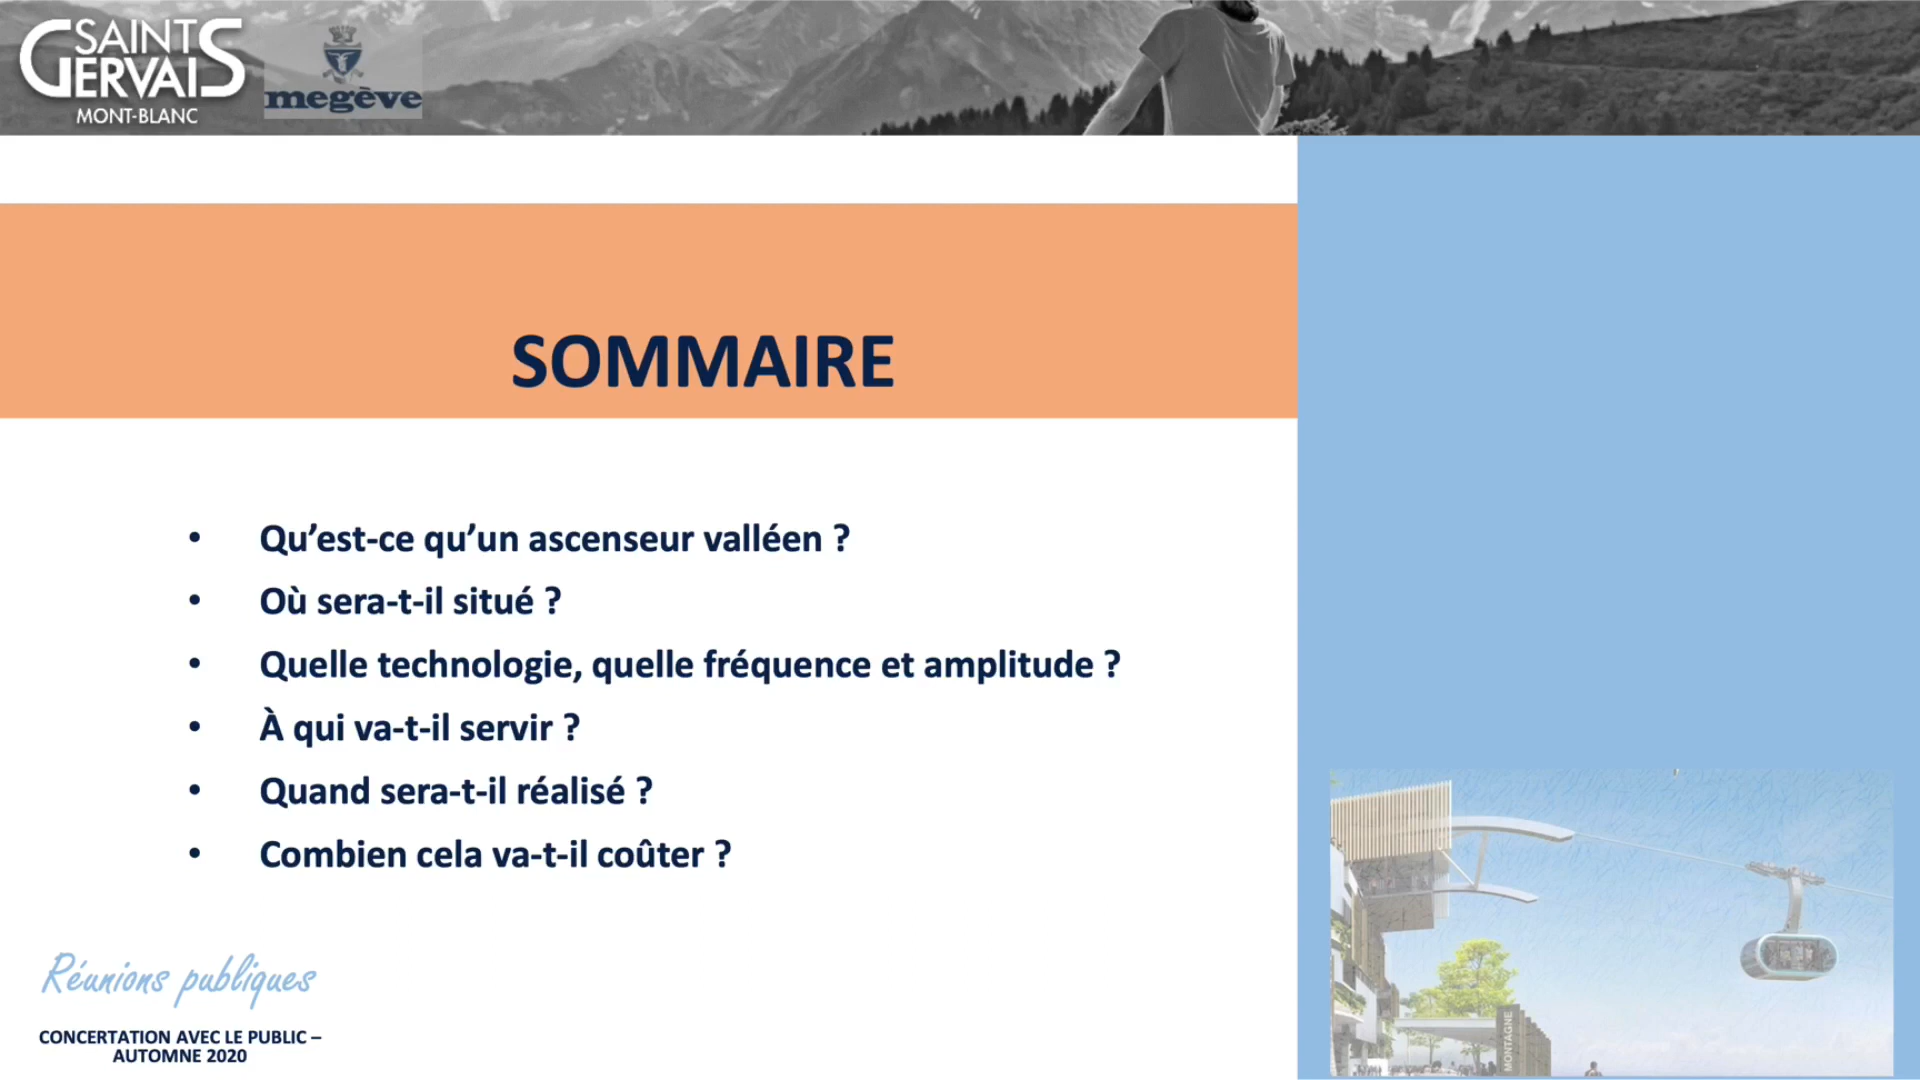 SAINT
GERVAIS
MONT-BLANC
megève
SOMMAIRE
• Qu’est-ce qu’un ascenseur valléen ?
• Où sera-t-il situé ?
• Quelle technologie, quelle fréquence et amplitude ?
• À qui va-t-il servir ?
• Quand sera-t-il réalisé ?
• Combien cela va-t-il coûter ?
Réunions publiques
CONCERTATION AVEC LE PUBLIC –
AUTOMNE 2020
MONTAGNE